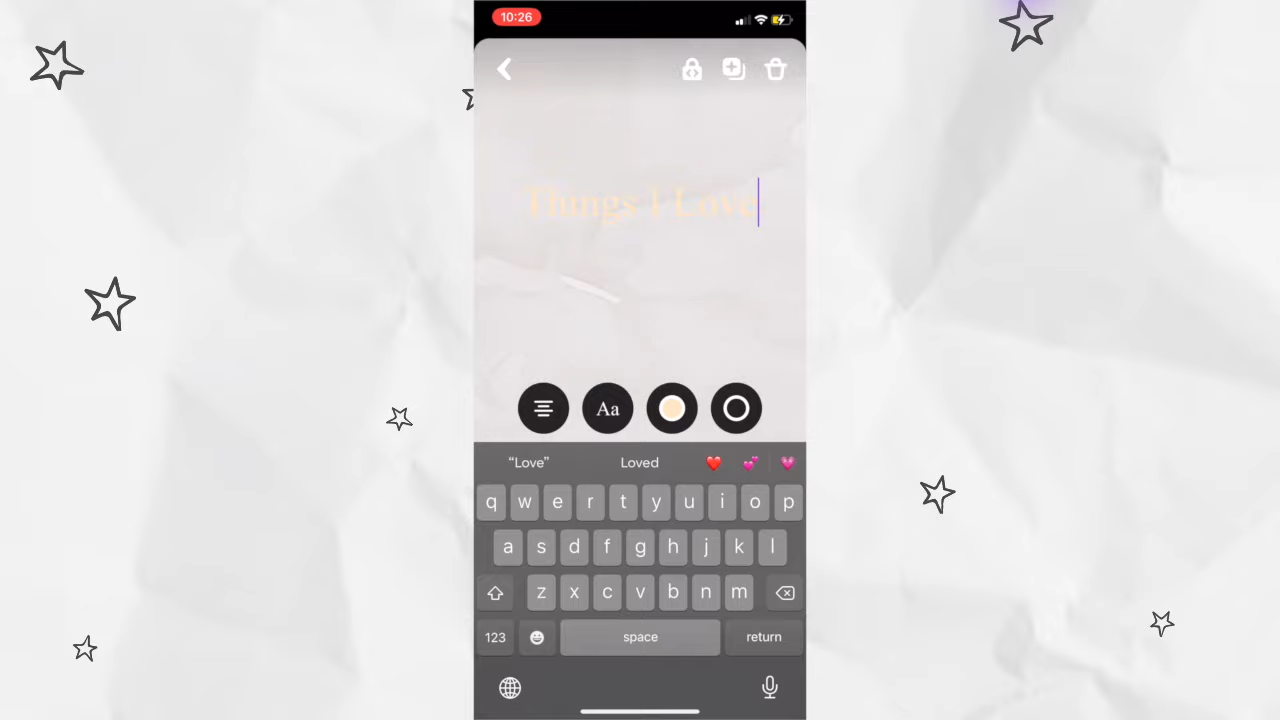 10:26
Things I Love
Aa
“Love” Loved
q w e r t y u i o p
a s d f g h j k l
z x c v b n m
123 space return